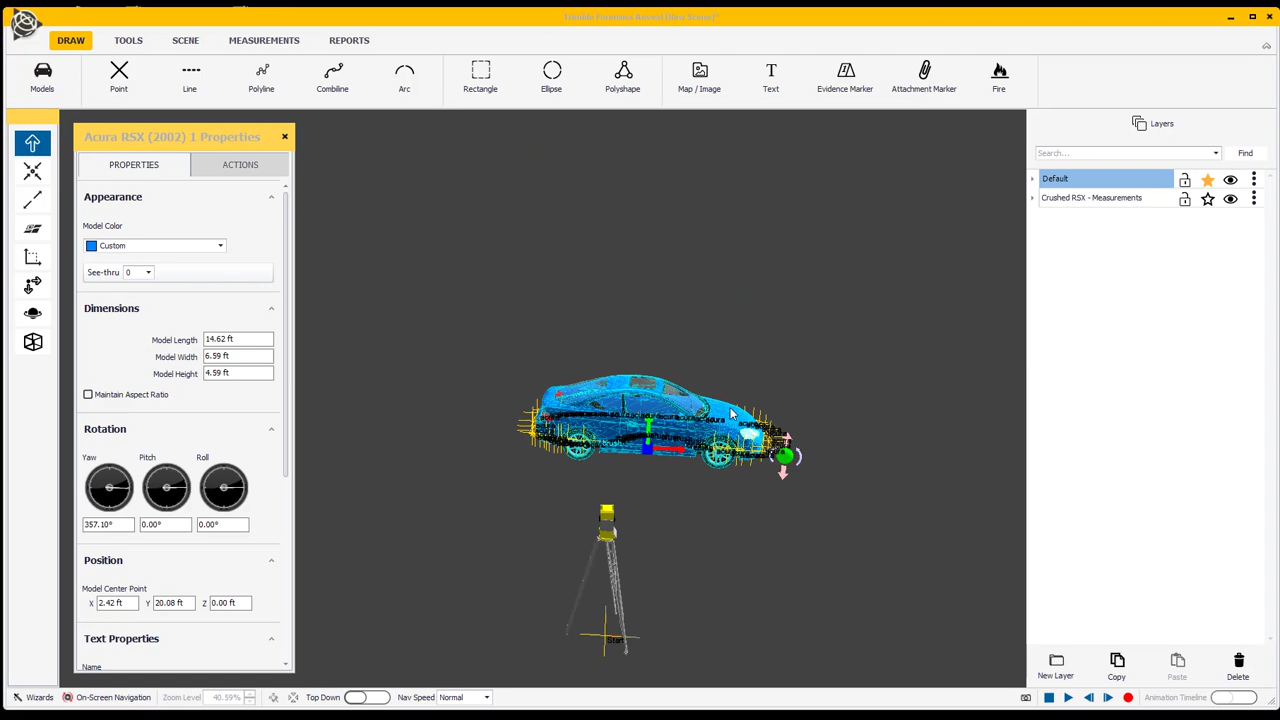 Trimble Forensics Reveal [New Scene]*
DRAW TOOLS SCENE MEASUREMENTS REPORTS
Models Point Line Polyline Combiline Arc Rectangle Ellipse Polyshape Map / Image Text Evidence Marker Attachment Marker Fire
Acura RSX (2002) 1 Properties
PROPERTIES ACTIONS
Appearance
Model Color
Custom
See-thru 0
Dimensions
Model Length 14.62 ft
Model Width 6.59 ft
Model Height 4.59 ft
Maintain Aspect Ratio
Rotation
Yaw Pitch Roll
357.10° 0.00° 0.00°
Position
Model Center Point
X 2.42 ft Y 20.08 ft Z 0.00 ft
Text Properties
Name
Layers
Search... Find
Default
Crushed RSX - Measurements
New Layer Copy Paste Delete
Wizards On-Screen Navigation Zoom Level 40.59% Top Down Nav Speed Normal Animation Timeline